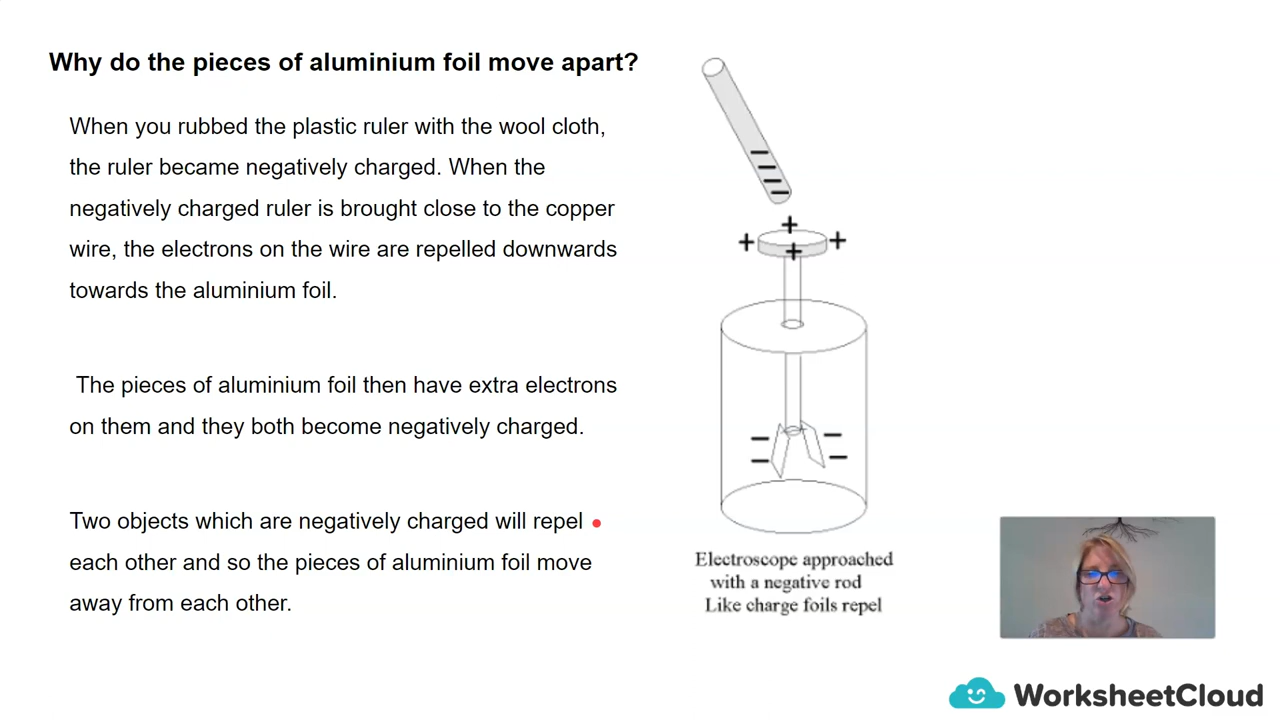 Why do the pieces of aluminium foil move apart?
When you rubbed the plastic ruler with the wool cloth,
the ruler became negatively charged. When the
negatively charged ruler is brought close to the copper
wire, the electrons on the wire are repelled downwards
towards the aluminium foil.
The pieces of aluminium foil then have extra electrons
on them and they both become negatively charged.
Two objects which are negatively charged will repel
each other and so the pieces of aluminium foil move
away from each other.
Electroscope approached
with a negative rod
Like charge foils repel
WorksheetCloud